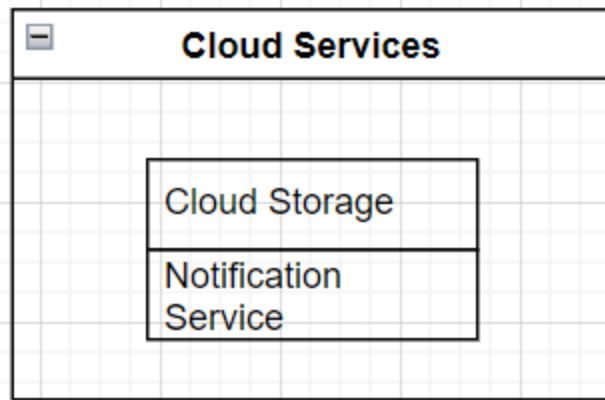 Cloud Services
Cloud Storage
Notification
Service